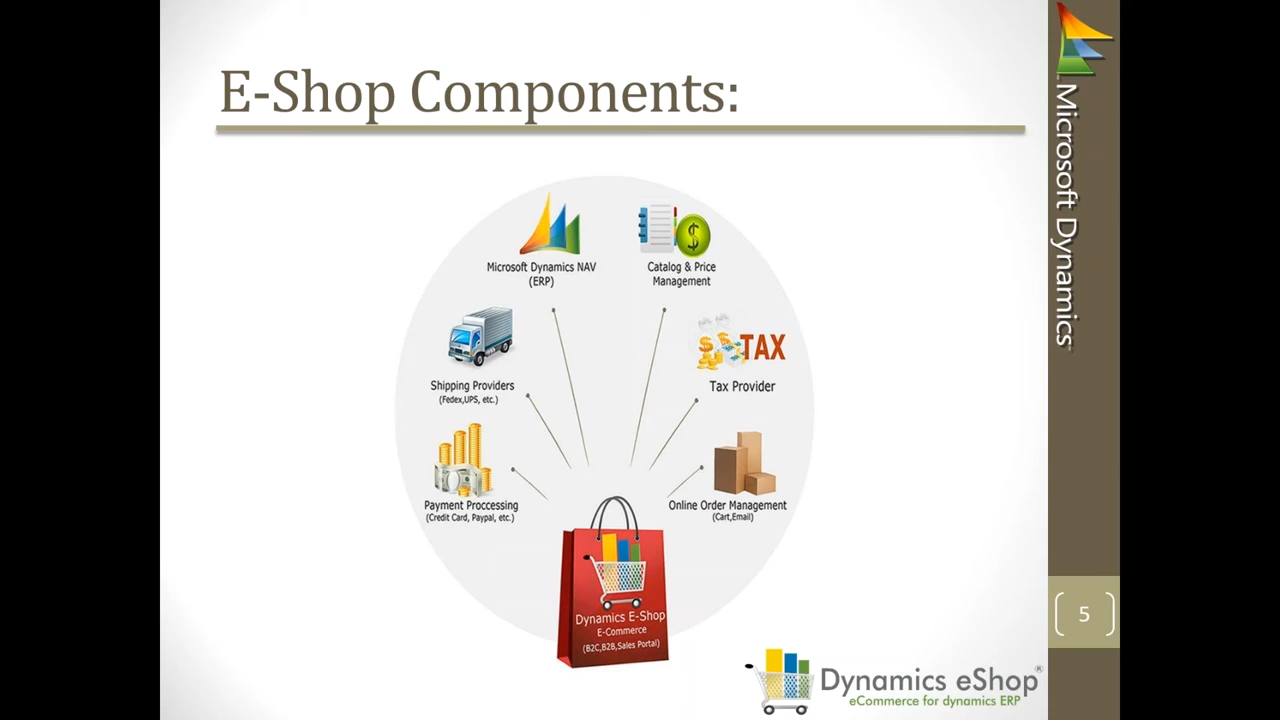 E-Shop Components:
Microsoft Dynamics NAV
(ERP)
Catalog & Price
Management
$
Shipping Providers
(Fedex,UPS, etc.)
TAX
Tax Provider
Payment Proccessing
(Credit Card, Paypal, etc.)
Online Order Management
(Cart,Email)
Dynamics E-Shop
E-Commerce
(B2C,B2B,Sales Portal)
Microsoft Dynamics
5
Dynamics eShop®
eCommerce for dynamics ERP